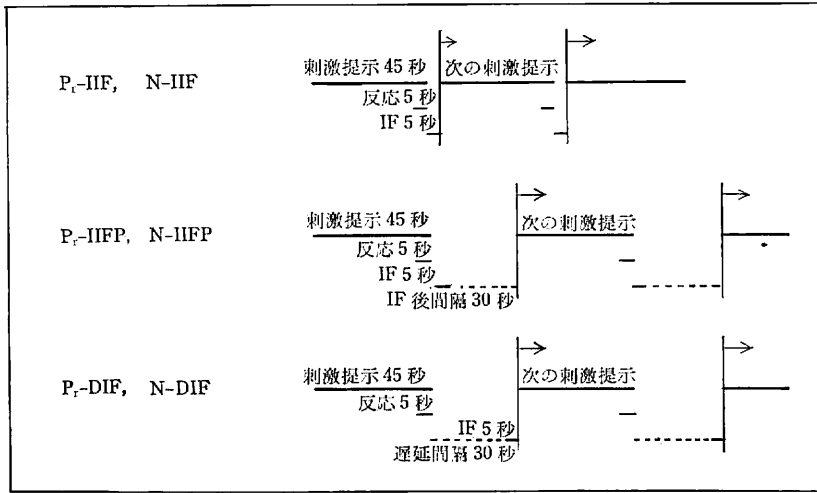 Pr-IIF, N-IIF
刺激提示 45 秒
次の刺激提示
反応 5 秒
IF 5 秒
Pr-IIFP, N-IIFP
刺激提示 45 秒
次の刺激提示
反応 5 秒
IF 5 秒
IF 後間隔 30 秒
Pr-DIF, N-DIF
刺激提示 45 秒
次の刺激提示
反応 5 秒
IF 5 秒
遅延間隔 30 秒